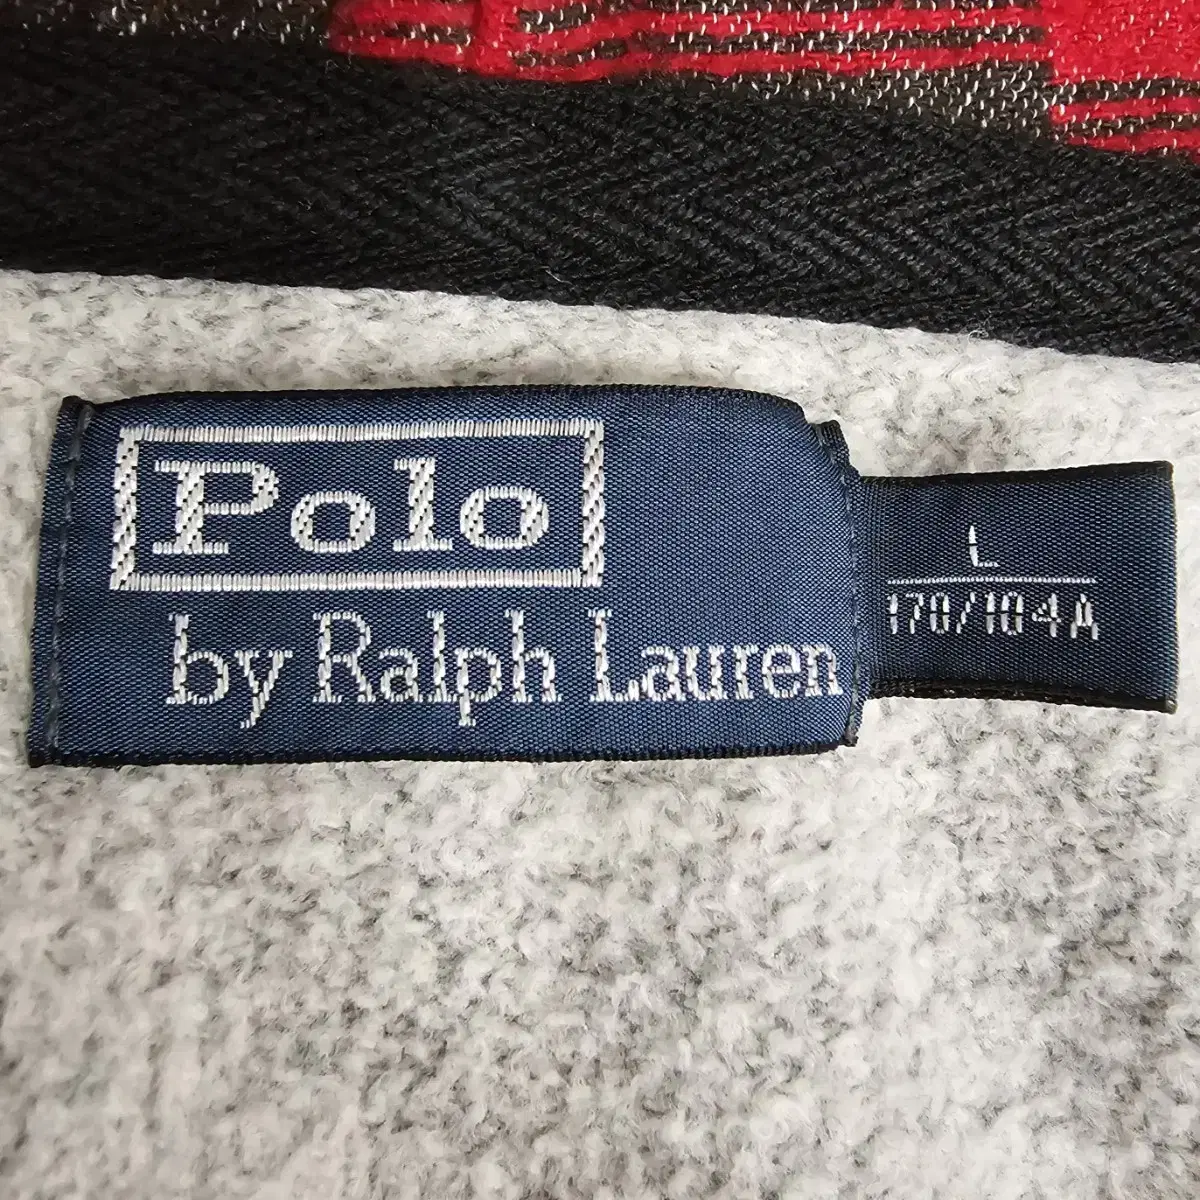 Polo
by Ralph Lauren
L
170/104A